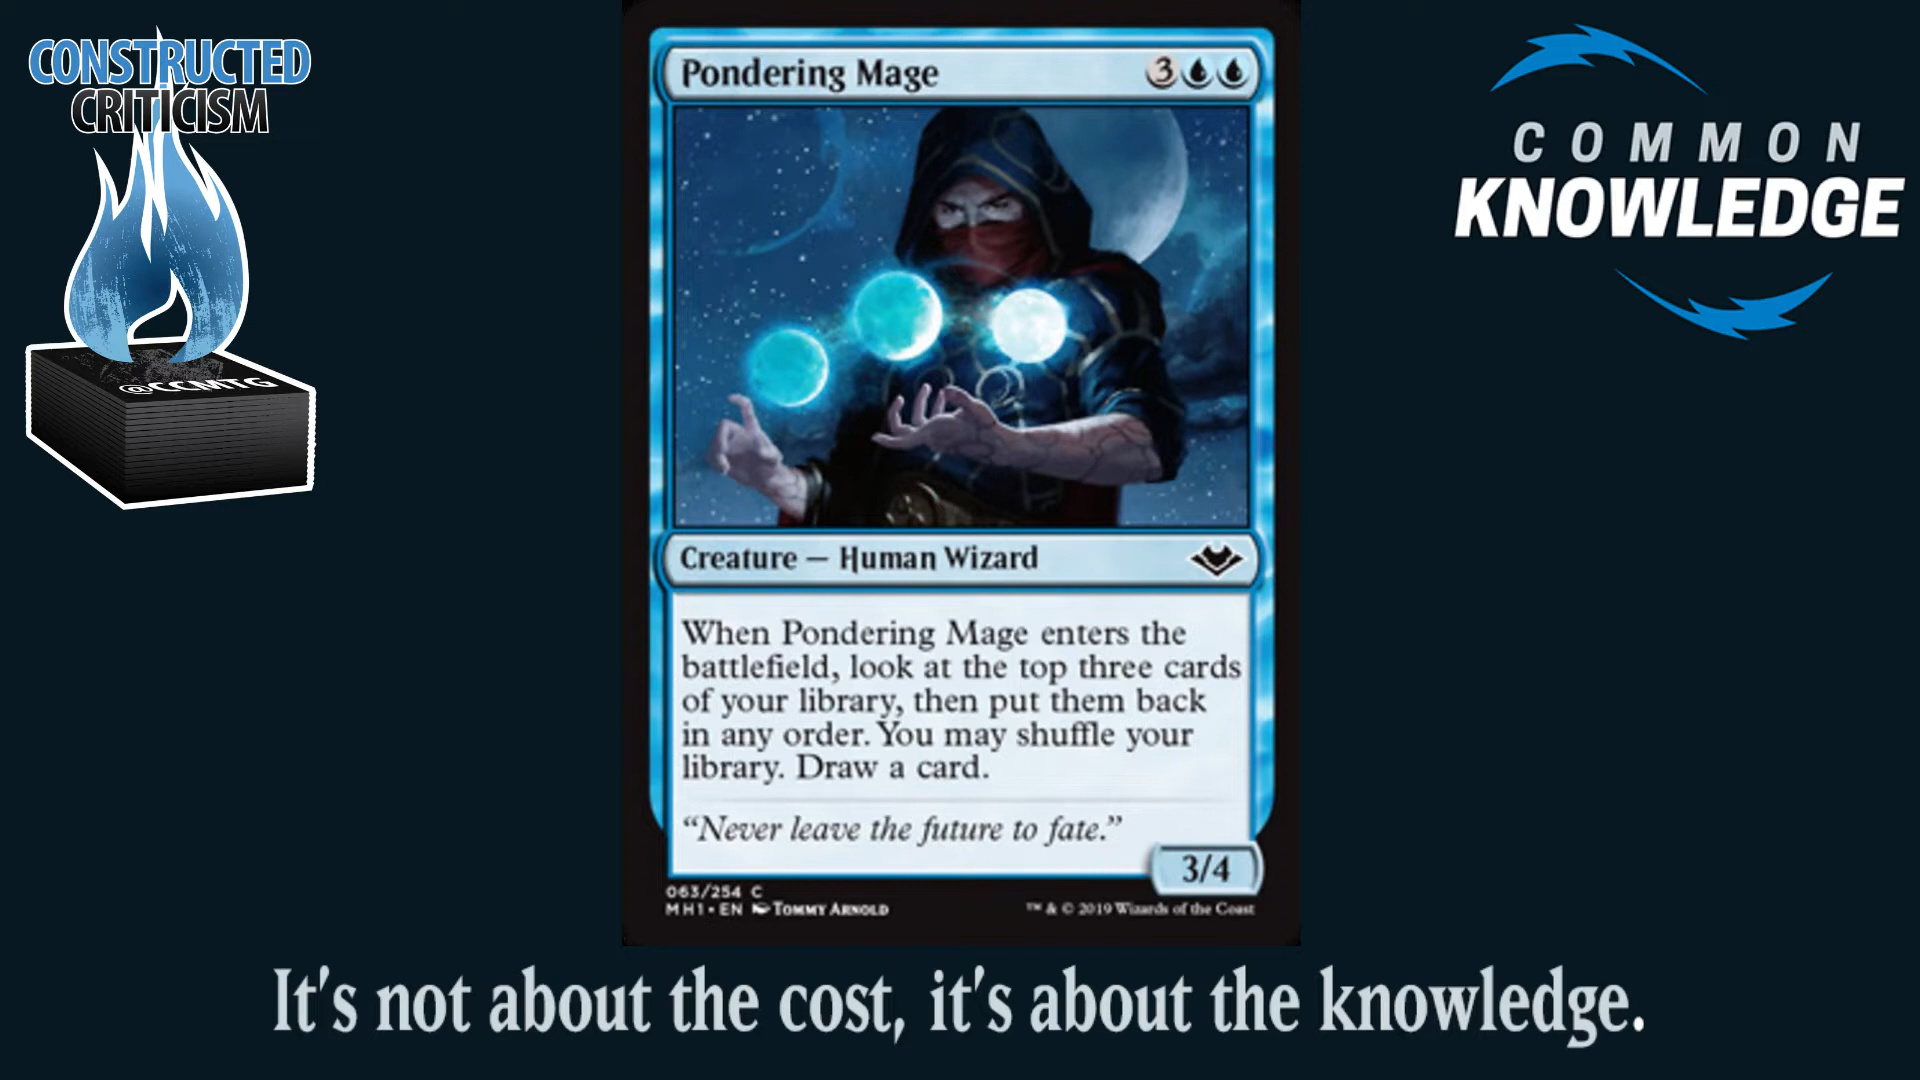 CONSTRUCTED
CRITICISM
@CCMTG
Pondering Mage
3
COMMON
KNOWLEDGE
Creature — Human Wizard
When Pondering Mage enters the
battlefield, look at the top three cards
of your library, then put them back
in any order. You may shuffle your
library. Draw a card.
“Never leave the future to fate.”
3/4
063/254 C
MH1 • EN TOMMY ARNOLD
™ & © 2019 Wizards of the Coast
It's not about the cost, it's about the knowledge.